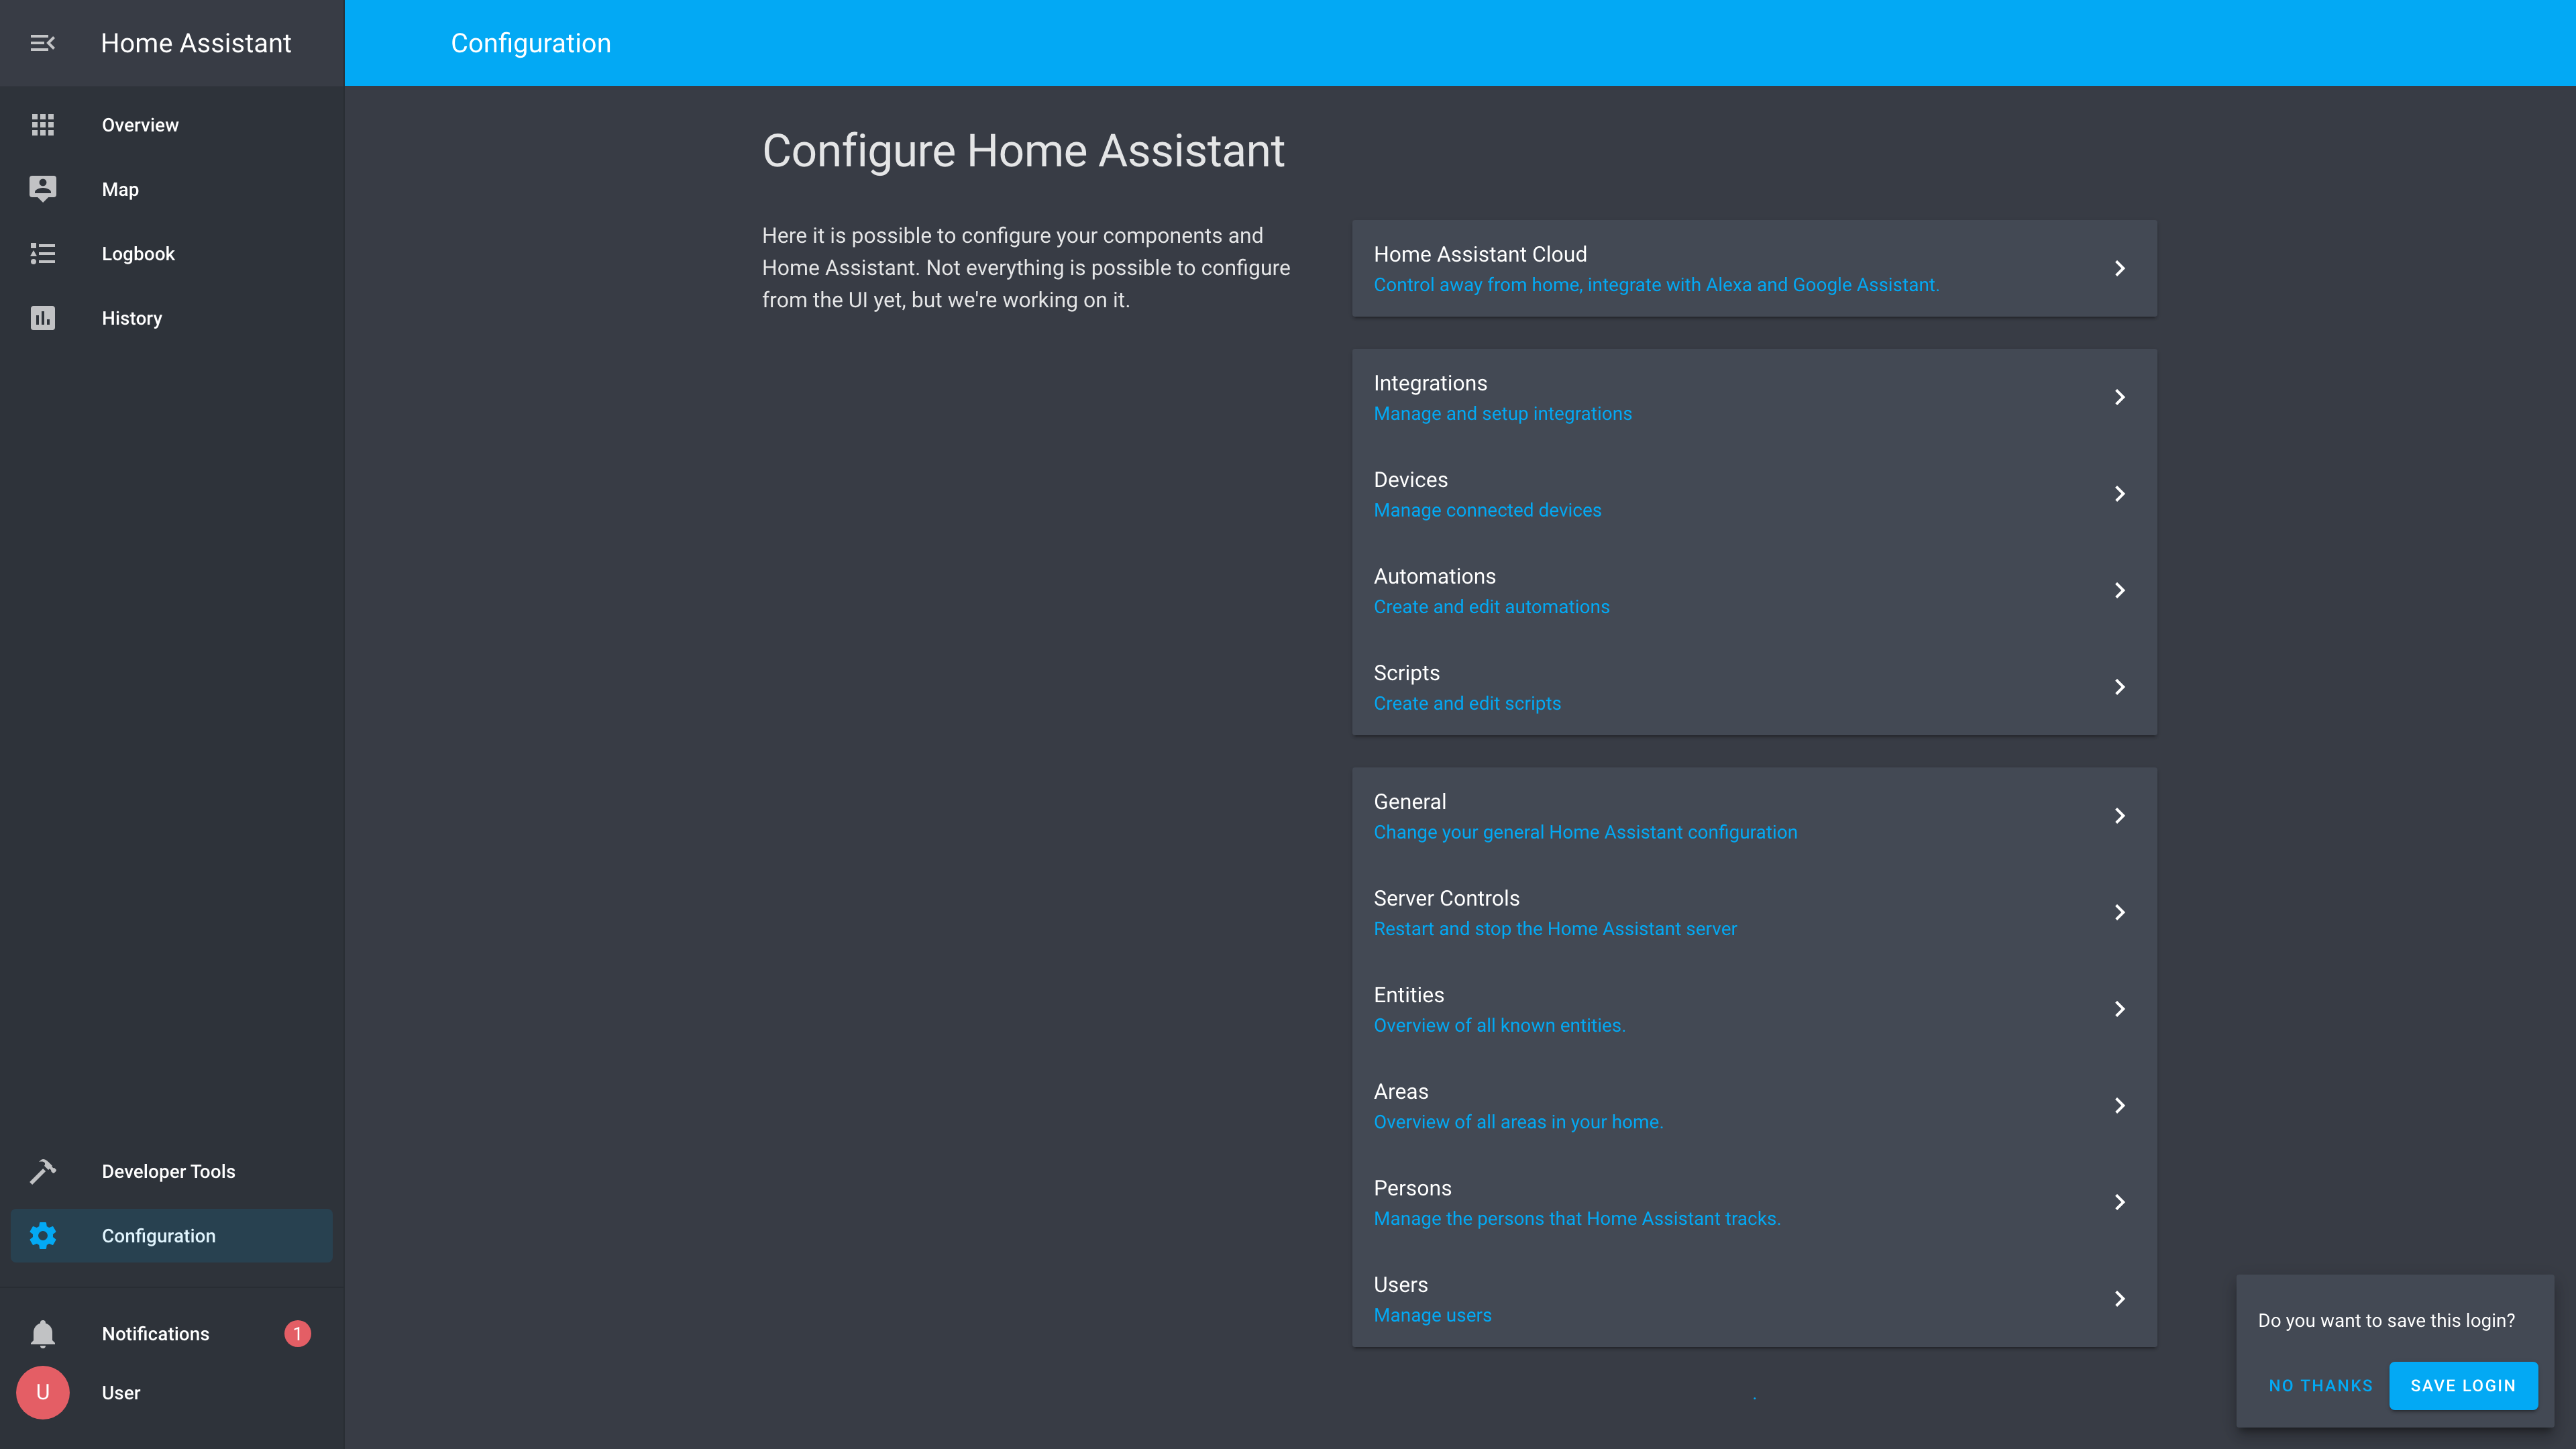 Home Assistant
Configuration
Overview
Map
Logbook
History
Developer Tools
Configuration
Notifications
1
U
User
Configure Home Assistant
Here it is possible to configure your components and
Home Assistant. Not everything is possible to configure
from the UI yet, but we're working on it.
Home Assistant Cloud
Control away from home, integrate with Alexa and Google Assistant.
Integrations
Manage and setup integrations
Devices
Manage connected devices
Automations
Create and edit automations
Scripts
Create and edit scripts
General
Change your general Home Assistant configuration
Server Controls
Restart and stop the Home Assistant server
Entities
Overview of all known entities.
Areas
Overview of all areas in your home.
Persons
Manage the persons that Home Assistant tracks.
Users
Manage users
.
Do you want to save this login?
NO THANKS
SAVE LOGIN